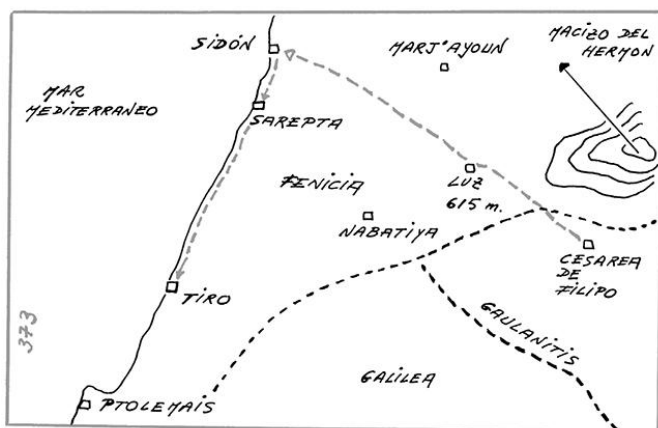 SIDÓN
MARJ'AYOUN
MACIZO DEL
HERMON
MAR
MEDITERRANEO
SAREPTA
FENICIA
LUZ
615 m.
NABATIYA
CESAREA
DE
FILIPO
TIRO
GAULANITIS
373
GALILEA
PTOLEMAIS